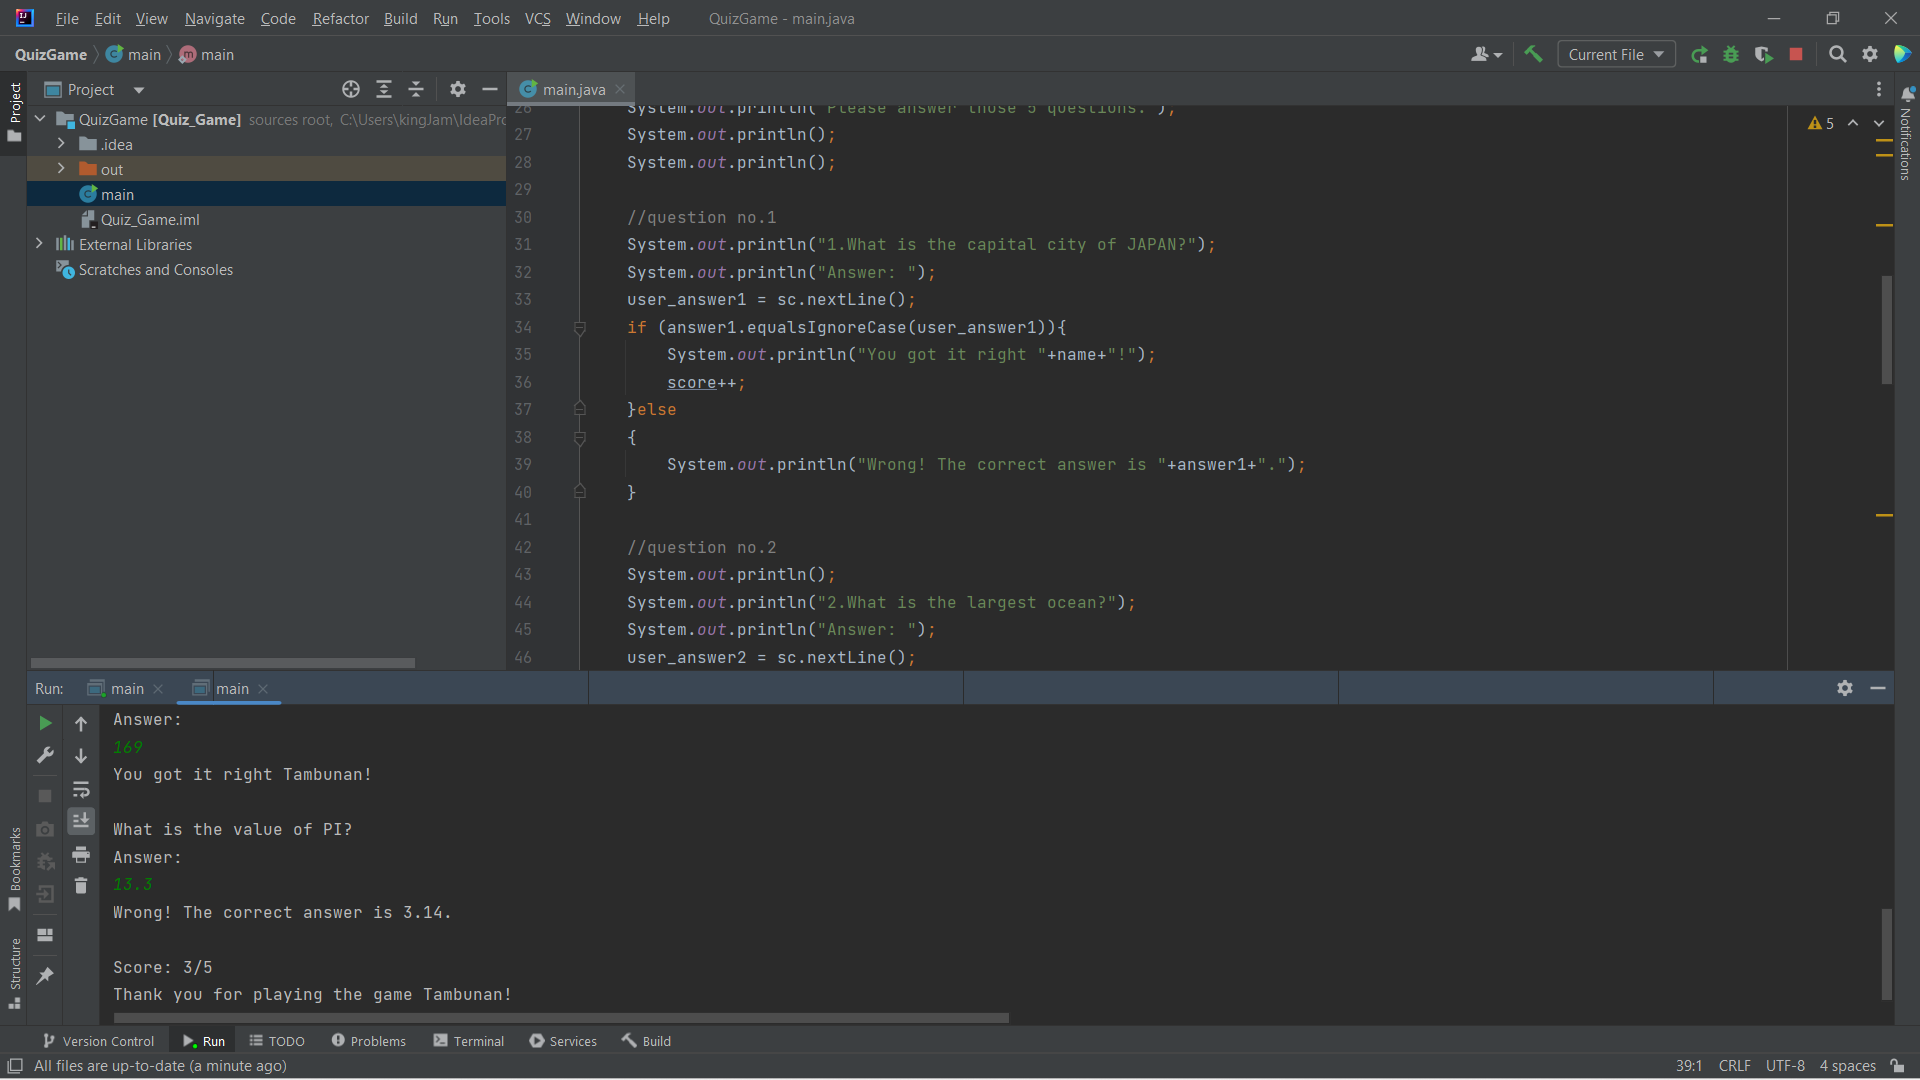 File Edit View Navigate Code Refactor Build Run Tools VCS Window Help QuizGame - main.java
QuizGame main main
Current File
Project
Project
main.java
QuizGame [Quiz_Game] sources root, C:\Users\kingJam\IdeaPro
.idea
out
main
Quiz_Game.iml
External Libraries
Scratches and Consoles
5
Notifications
26 System.out.println("Please answer those 5 questions.");
27 System.out.println();
28 System.out.println();
29
30 //question no.1
31 System.out.println("1.What is the capital city of JAPAN?");
32 System.out.println("Answer: ");
33 user_answer1 = sc.nextLine();
34 if (answer1.equalsIgnoreCase(user_answer1)){
35 System.out.println("You got it right "+name+"!");
36 score++;
37 }else
38 {
39 System.out.println("Wrong! The correct answer is "+answer1+".");
40 }
41
42 //question no.2
43 System.out.println();
44 System.out.println("2.What is the largest ocean?");
45 System.out.println("Answer: ");
46 user_answer2 = sc.nextLine();
Run: main main
Answer:
169
You got it right Tambunan!
What is the value of PI?
Answer:
13.3
Wrong! The correct answer is 3.14.
Score: 3/5
Thank you for playing the game Tambunan!
Bookmarks
Structure
Version Control Run TODO Problems Terminal Services Build
All files are up-to-date (a minute ago)
39:1 CRLF UTF-8 4 spaces